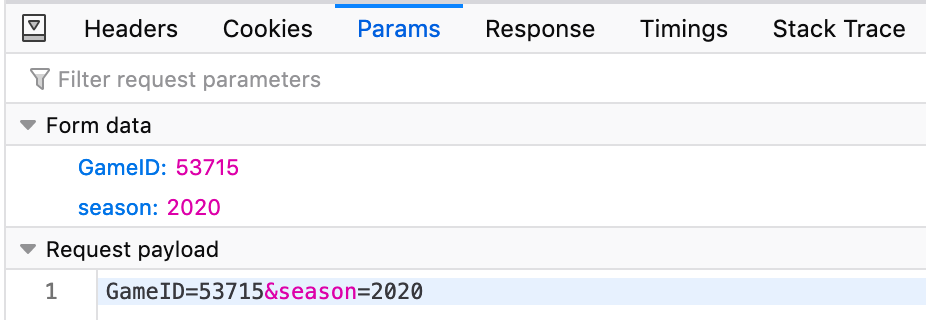 Headers Cookies Params Response Timings Stack Trace
Filter request parameters
Form data
GameID: 53715
season: 2020
Request payload
1 GameID=53715&season=2020